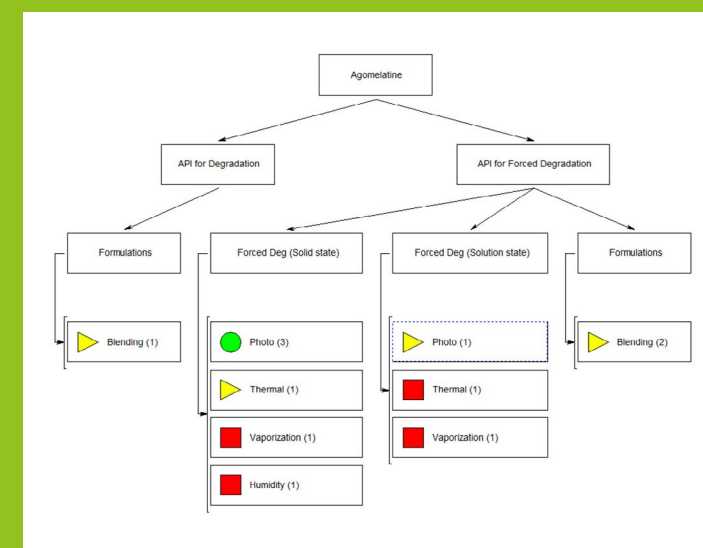 Agomelatine
API for Degradation
API for Forced Degradation
Formulations
Forced Deg (Solid state)
Forced Deg (Solution state)
Formulations
Blending (1)
Photo (3)
Photo (1)
Blending (2)
Thermal (1)
Thermal (1)
Vaporization (1)
Vaporization (1)
Humidity (1)